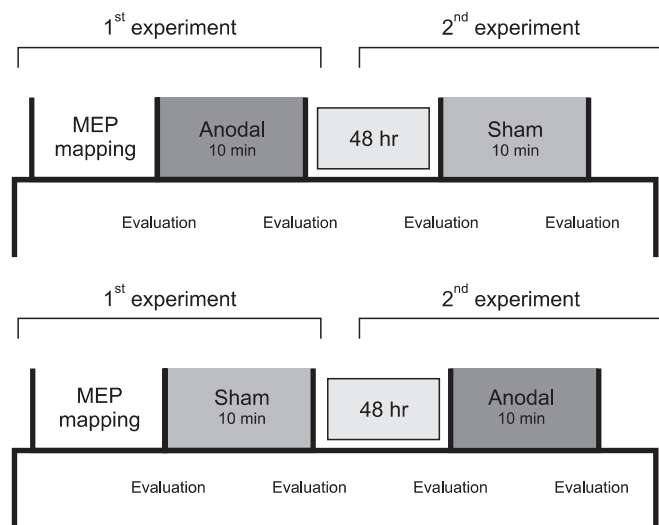 1st experiment 2nd experiment
MEP mapping Anodal 10 min 48 hr Sham 10 min
Evaluation Evaluation Evaluation Evaluation
1st experiment 2nd experiment
MEP mapping Sham 10 min 48 hr Anodal 10 min
Evaluation Evaluation Evaluation Evaluation